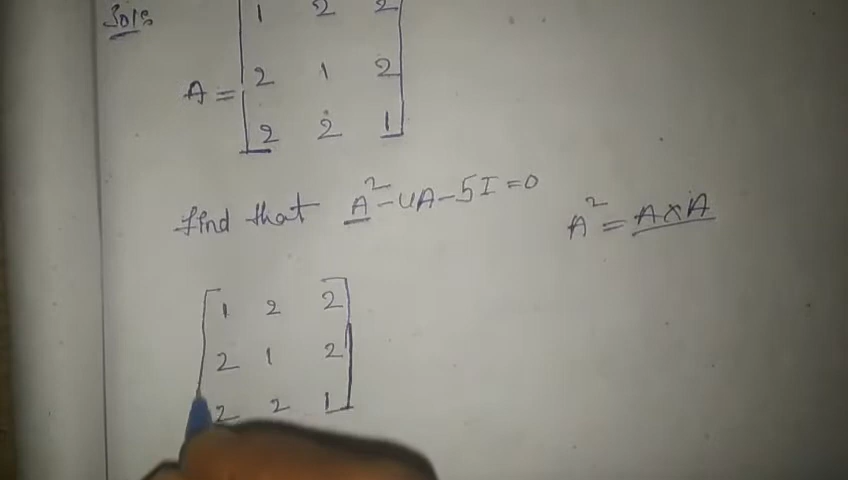 Sol:
1 2 2
A = 2 1 2
2 2 1
find that A² - 4A - 5I = 0
A² = A × A
1 2 2
2 1 2
2 2 1